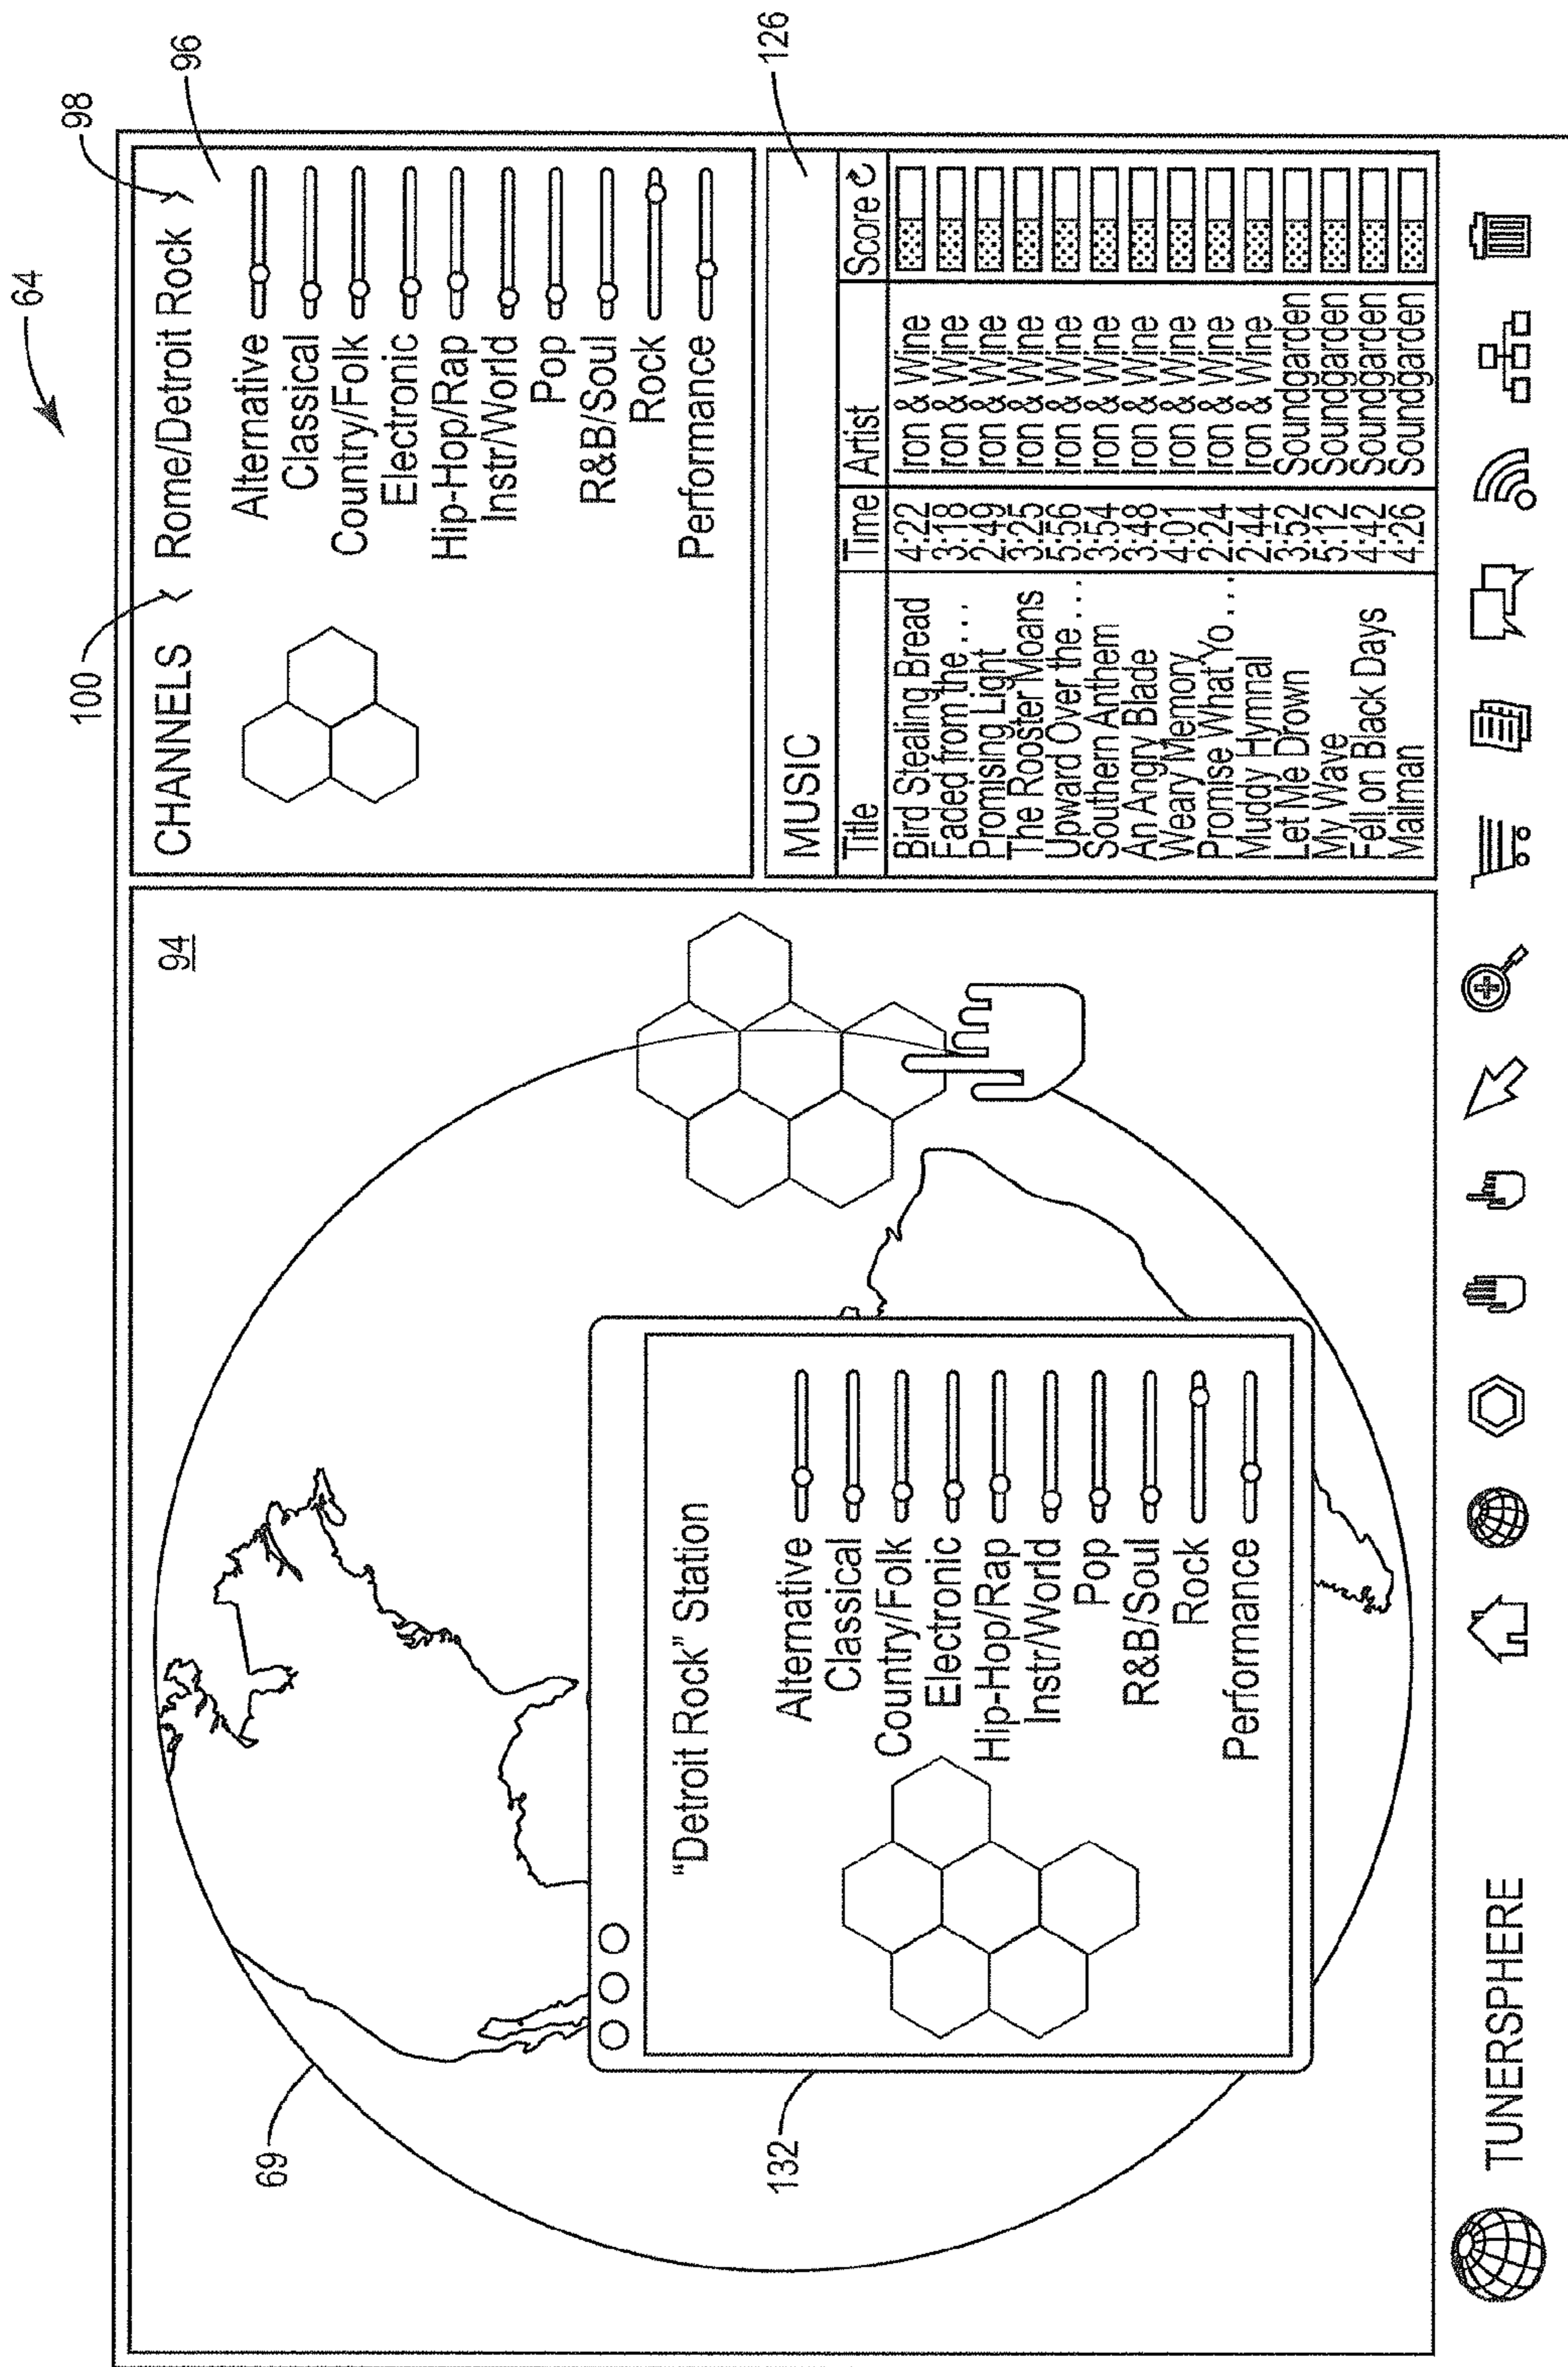 64
98
96
100
126
CHANNELS < Rome/Detroit Rock >
Alternative
Classical
Country/Folk
Electronic
Hip-Hop/Rap
Instr/World
Pop
R&B/Soul
Rock
Performance
MUSIC
Title Time Artist Score
Bird Stealing Bread 4:22 Iron & Wine
Faded from the ... 3:18 Iron & Wine
Promising Light 2:49 Iron & Wine
The Rooster Moans 3:25 Iron & Wine
Upward Over the ... 5:56 Iron & Wine
Southern Anthem 3:54 Iron & Wine
An Angry Blade 3:48 Iron & Wine
Weary Memory 4:01 Iron & Wine
Promise What Yo ... 2:24 Iron & Wine
Muddy Hymnal 2:44 Iron & Wine
Let Me Drown 3:52 Soundgarden
My Wave 5:12 Soundgarden
Fell on Black Days 4:42 Soundgarden
Mailman 4:26 Soundgarden
94
69
132
“Detroit Rock” Station
Alternative
Classical
Country/Folk
Electronic
Hip-Hop/Rap
Instr/World
Pop
R&B/Soul
Rock
Performance
TUNERSPHERE